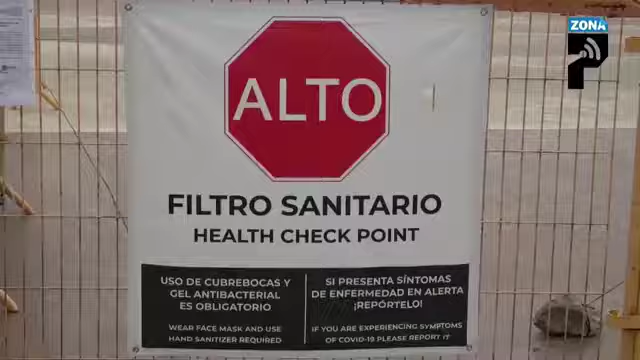 ZONA
P
ALTO
FILTRO SANITARIO
HEALTH CHECK POINT
USO DE CUBREBOCAS Y
GEL ANTIBACTERIAL
ES OBLIGATORIO
WEAR FACE MASK AND USE
HAND SANITIZER REQUIRED
SI PRESENTA SÍNTOMAS
DE ENFERMEDAD EN ALERTA
¡REPÓRTELO!
IF YOU ARE EXPERIENCING SYMPTOMS
OF COVID-19 PLEASE REPORT IT